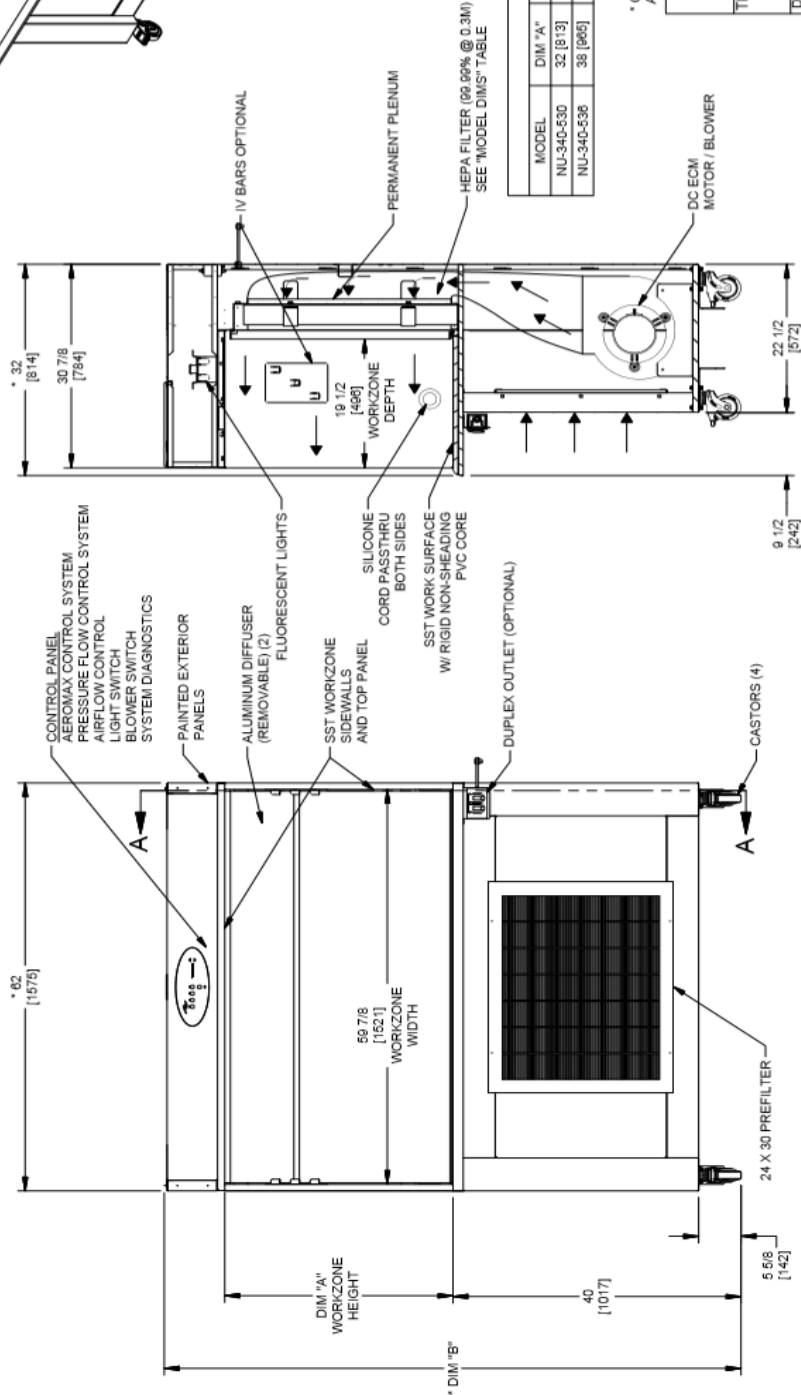 * 62
[1575]
* DIM "B"
DIM "A"
WORKZONE
HEIGHT
40
[1017]
5 5/8
[142]
59 7/8
[1521]
WORKZONE
WIDTH
24 X 30 PREFILTER
A
A
CONTROL PANEL
AEROMAX CONTROL SYSTEM
PRESSURE FLOW CONTROL SYSTEM
AIRFLOW CONTROL
LIGHT SWITCH
BLOWER SWITCH
SYSTEM DIAGNOSTICS
PAINTED EXTERIOR
PANELS
ALUMINUM DIFFUSER
(REMOVABLE) (2)
SST WORKZONE
SIDEWALLS
AND TOP PANEL
DUPLEX OUTLET (OPTIONAL)
CASTORS (4)
* 32
[814]
30 7/8
[784]
FLUORESCENT LIGHTS
19 1/2
[496]
WORKZONE
DEPTH
SILICONE
CORD PASSTHRU
BOTH SIDES
SST WORK SURFACE
W/ RIGID NON-SHEADING
PVC CORE
9 1/2
[242]
22 1/2
[572]
IV BARS OPTIONAL
PERMANENT PLENUM
HEPA FILTER (99.99% @ 0.3M)
SEE "MODEL DIMS" TABLE
DC ECM
MOTOR / BLOWER
MODEL DIM "A"
NU-340-530 32 [813]
NU-340-536 38 [965]